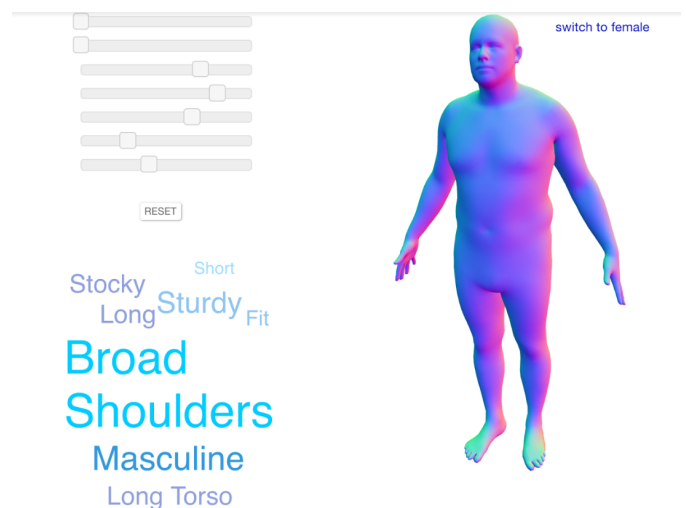 switch to female
RESET
Short
Stocky
Sturdy
Long
Fit
Broad
Shoulders
Masculine
Long Torso